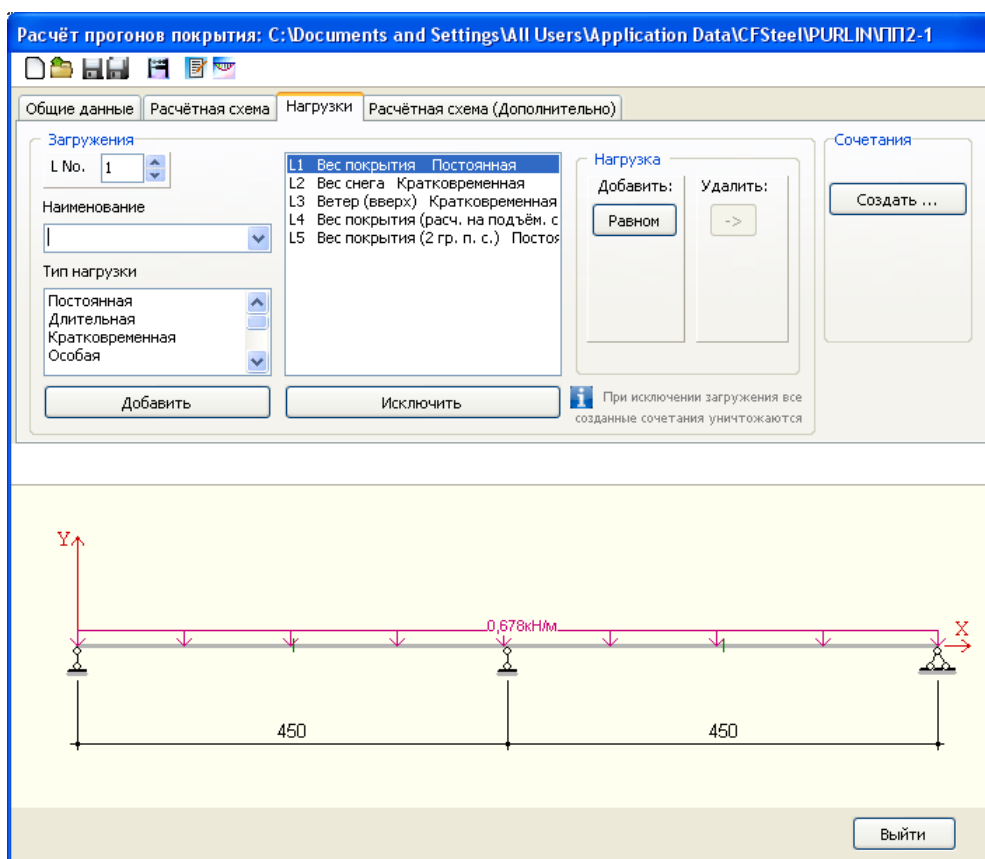 Расчёт прогонов покрытия: C:\Documents and Settings\All Users\Application Data\CFSteel\PURLIN\ПП2-1
Общие данные Расчётная схема Нагрузки Расчётная схема (Дополнительно)
Загружения
L No. 1
Наименование
Тип нагрузки
Постоянная
Длительная
Кратковременная
Особая
Добавить
L1 Вес покрытия Постоянная
L2 Вес снега Кратковременная
L3 Ветер (вверх) Кратковременная
L4 Вес покрытия (расч. на подъём. с
L5 Вес покрытия (2 гр. п. с.) Постоя
Исключить
Нагрузка
Добавить: Удалить:
Равном ->
При исключении загружения все
созданные сочетания уничтожаются
Сочетания
Создать ...
Y
0,678кН/м
X
1 1
450 450
Выйти